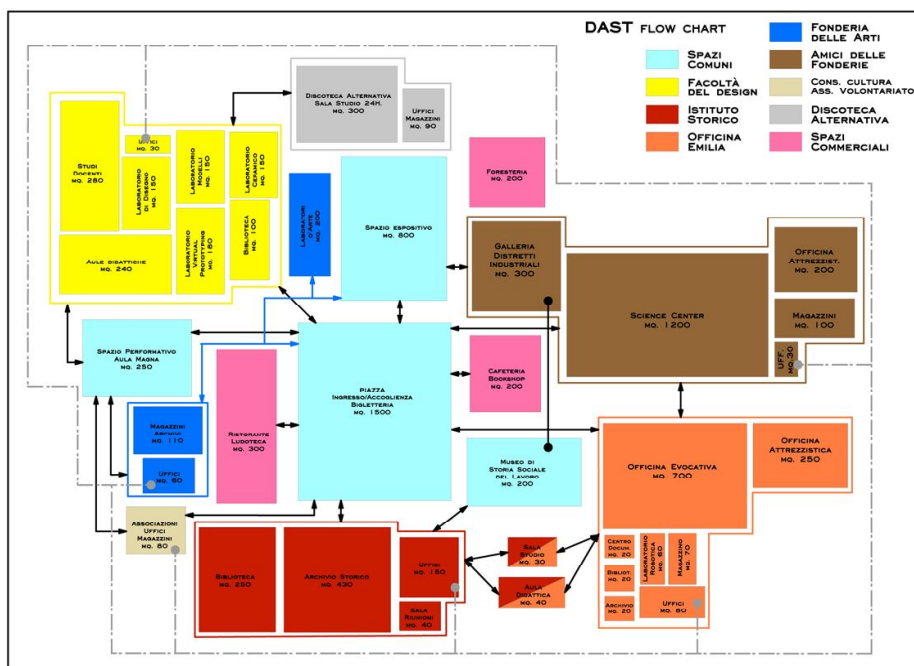 DAST FLOW CHART
SPAZI
COMUNI
FACOLTÀ
DEL DESIGN
ISTITUTO
STORICO
OFFICINA
EMILIA
FONDERIA
DELLE ARTI
AMICI DELLE
FONDERIE
CONS. CULTURA
ASS. VOLONTARIATO
DISCOTECA
ALTERNATIVA
SPAZI
COMMERCIALI
DISCOTECA ALTERNATIVA
SALA STUDIO 24H.
MQ. 300
UFFICI
MAGAZZINI
MQ. 90
STUDI
DOCENTI
MQ. 280
UFFICI
MQ. 30
LABORATORIO
DI DISEGNO
MQ. 150
LABORATORIO
MODELLI
MQ. 150
LABORATORIO
CERAMICO
MQ. 150
AULE DIDATTICHE
MQ. 240
LABORATORIO
VIRTUAL
PROTOTYPING
MQ. 150
BIBLIOTECA
MQ. 100
LABORATORI
D'ARTE
MQ. 200
SPAZIO ESPOSITIVO
MQ. 800
FORESTERIA
MQ. 200
GALLERIA
DISTRETTI
INDUSTRIALI
MQ. 300
SCIENCE CENTER
MQ. 1200
OFFICINA
ATTREZZIST.
MQ. 200
MAGAZZINI
MQ. 100
UFF.
MQ. 30
SPAZIO PERFORMATIVO
AULA MAGNA
MQ. 250
PIAZZA
INGRESSO/ACCOGLIENZA
BIGLETTERIA
MQ. 1500
CAFETERIA
BOOKSHOP
MQ. 200
MAGAZZINI
ARCHIVI
MQ. 110
UFFICI
MQ. 60
RISTORANTE
LUDOTECA
MQ. 300
MUSEO DI
STORIA SOCIALE
DEL LAVORO
MQ. 200
OFFICINA EVOCATIVA
MQ. 700
OFFICINA
ATTREZZISTICA
MQ. 250
ASSOCIAZIONI
UFFICI
MAGAZZINI
MQ. 80
BIBLIOTECA
MQ. 250
ARCHIVIO STORICO
MQ. 430
UFFICI
MQ. 150
SALA
RIUNIONI
MQ. 40
SALA
STUDIO
MQ. 30
AULA
DIDATTICA
MQ. 40
CENTRO
DOCUM.
MQ. 20
BIBLIOT.
MQ. 20
ARCHIVIO
MQ. 20
LABORATORIO
ROBOTICA
MQ. 60
MAGAZZINO
MQ. 70
UFFICI
MQ. 80